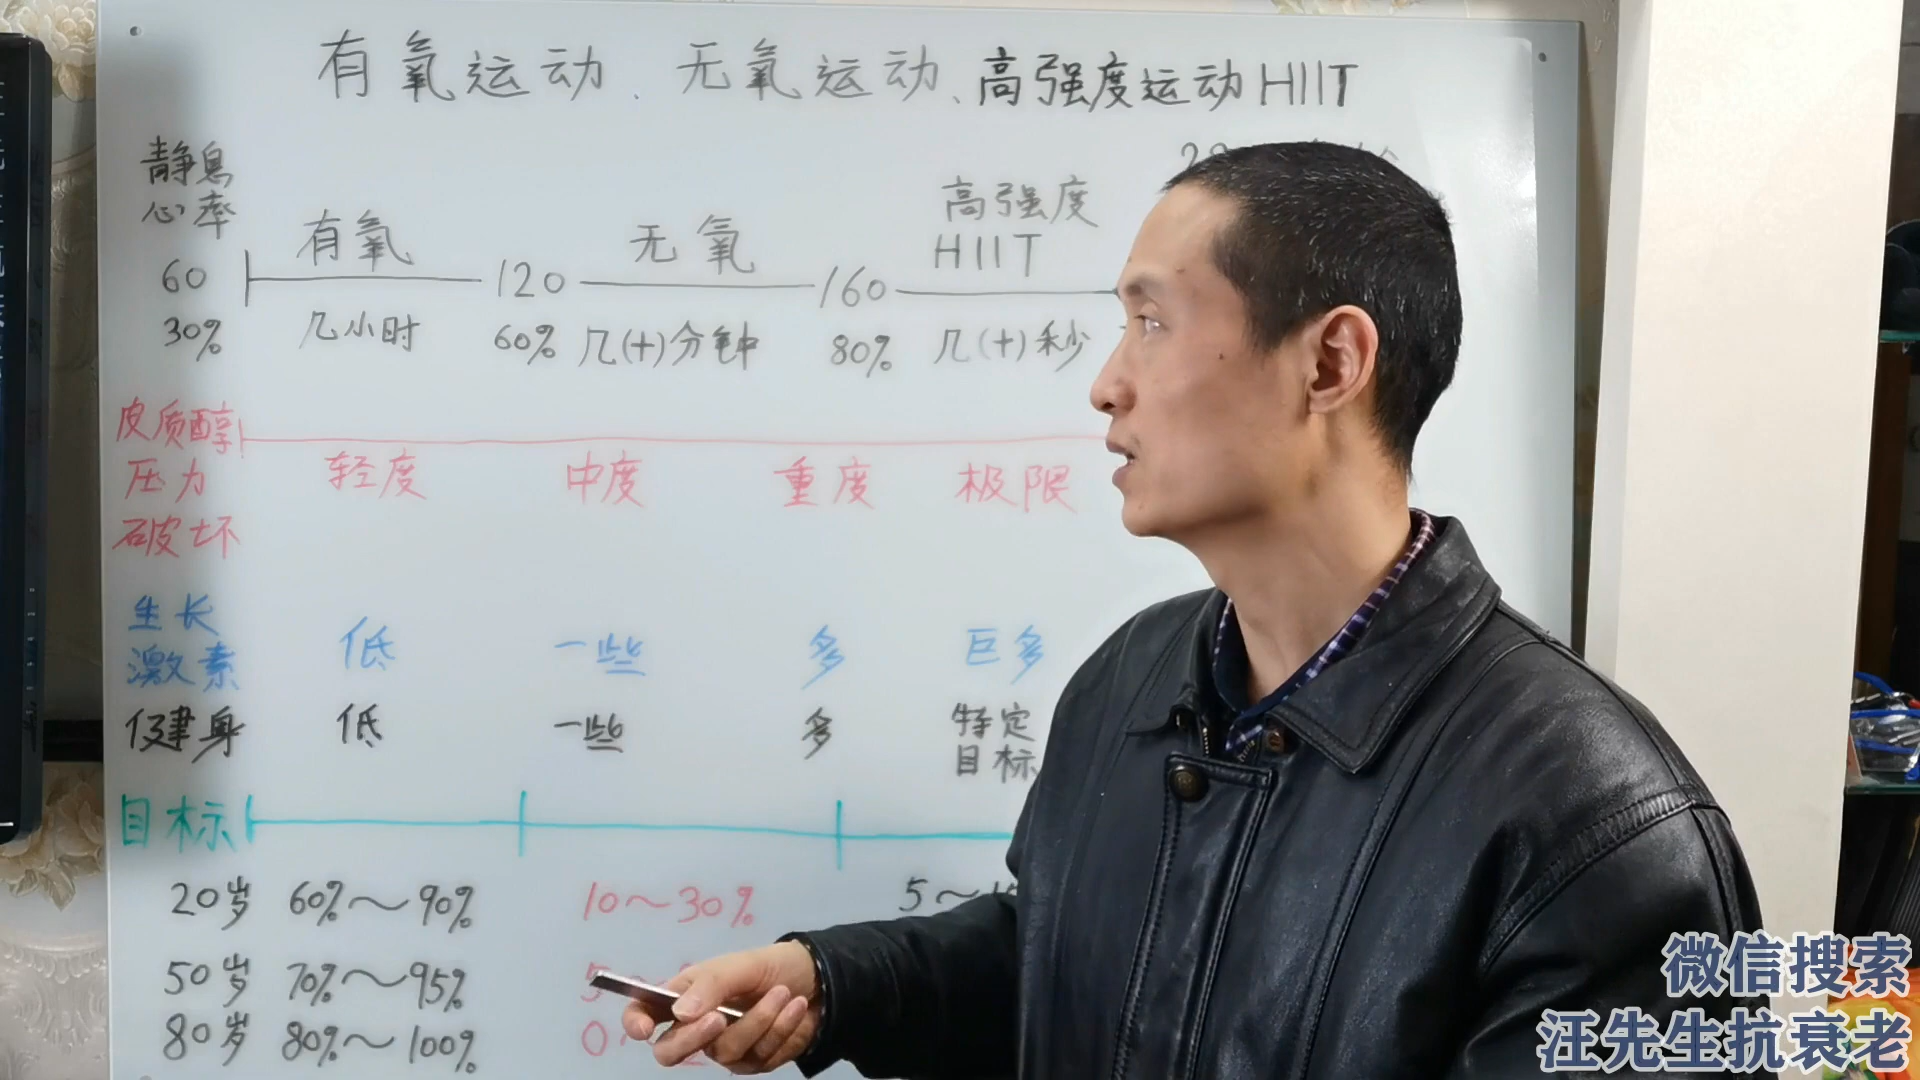 有氧运动、无氧运动、高强度运动HIIT
静息
心率
有氧 无氧 高强度
HIIT
60 120 160
30% 几小时 60% 几(十)分钟 80% 几(十)秒
皮质醇
压力 轻度 中度 重度 极限
破坏
生长
激素 低 一些 多 巨多
健身 低 一些 多 特定
目标
目标
20岁 60%~90% 10~30% 5~
50岁 70%~95%
80岁 80%~100% 0
微信搜索
汪先生抗衰老